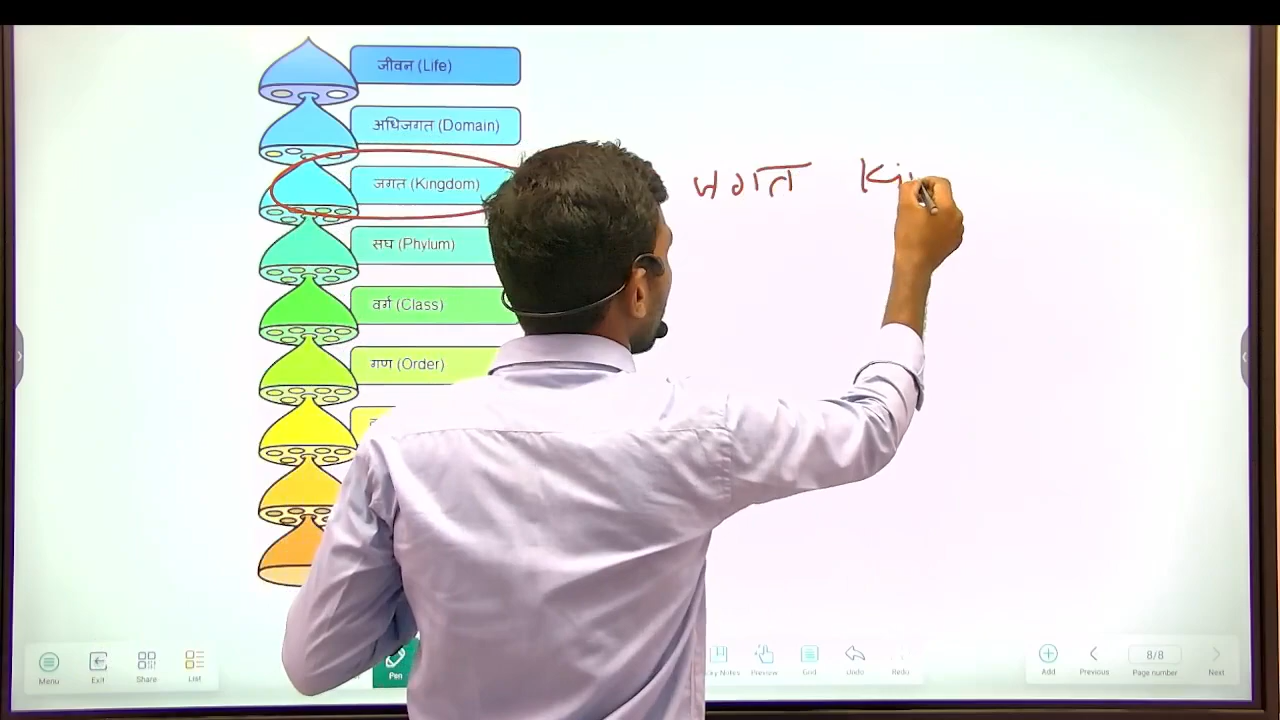 जीवन (Life)
अधिजगत (Domain)
जगत (Kingdom)
जगत Ki
संघ (Phylum)
वर्ग (Class)
गण (Order)
Menu
Exit
Share
List
Pen
Preview
Grid
Undo
Redo
Add
Previous
8/8
Page number
Next